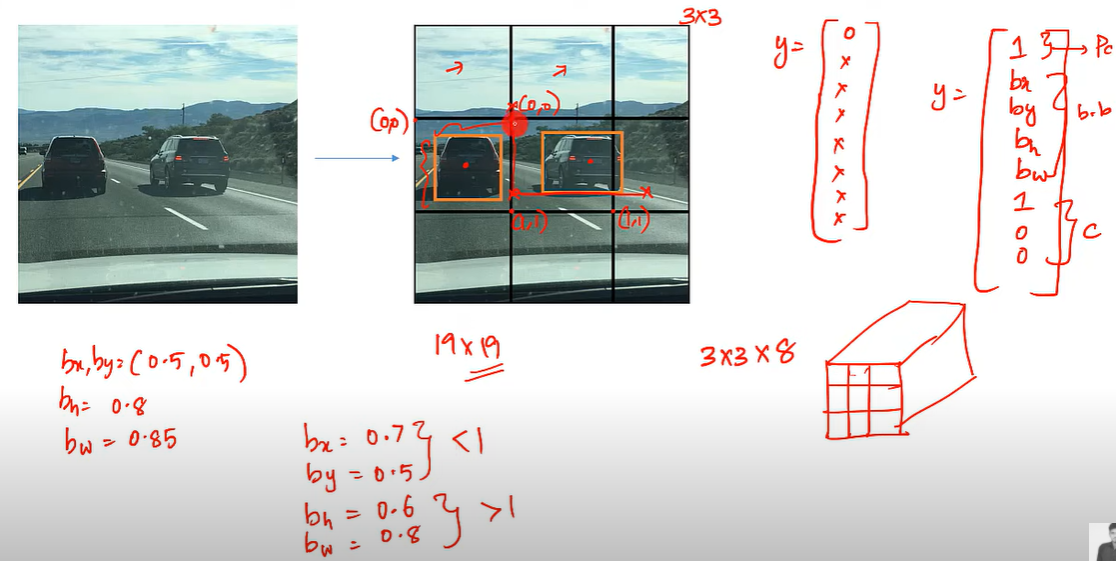 3x3
(0,0)
(0,0)
(1,1)
(1,1)
y=
0
x
x
x
x
x
x
x
y=
1
Pc
bx
by
bh
bw
b.b
1
0
0
C
bx, by = (0.5, 0.5)
bh = 0.8
bw = 0.85
19x19
3x3x8
bx = 0.7
by = 0.5
<1
bh = 0.6
bw = 0.8
>1